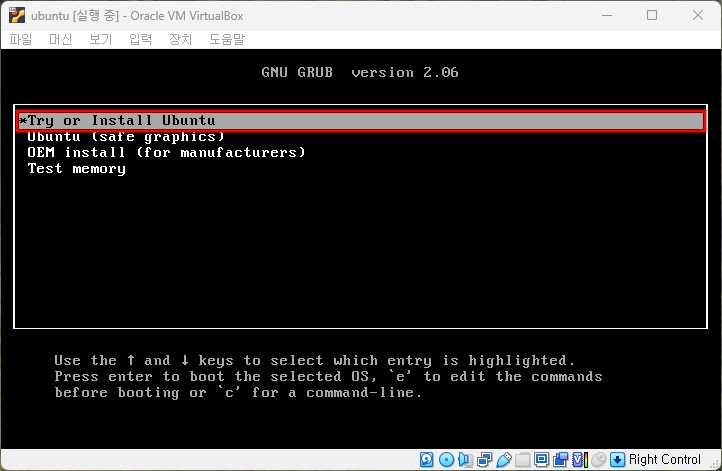 ubuntu [실행 중] - Oracle VM VirtualBox
파일 머신 보기 입력 장치 도움말
GNU GRUB version 2.06
*Try or Install Ubuntu
Ubuntu (safe graphics)
OEM install (for manufacturers)
Test memory
Use the ↑ and ↓ keys to select which entry is highlighted.
Press enter to boot the selected OS, `e' to edit the commands
before booting or `c' for a command-line.
Right Control